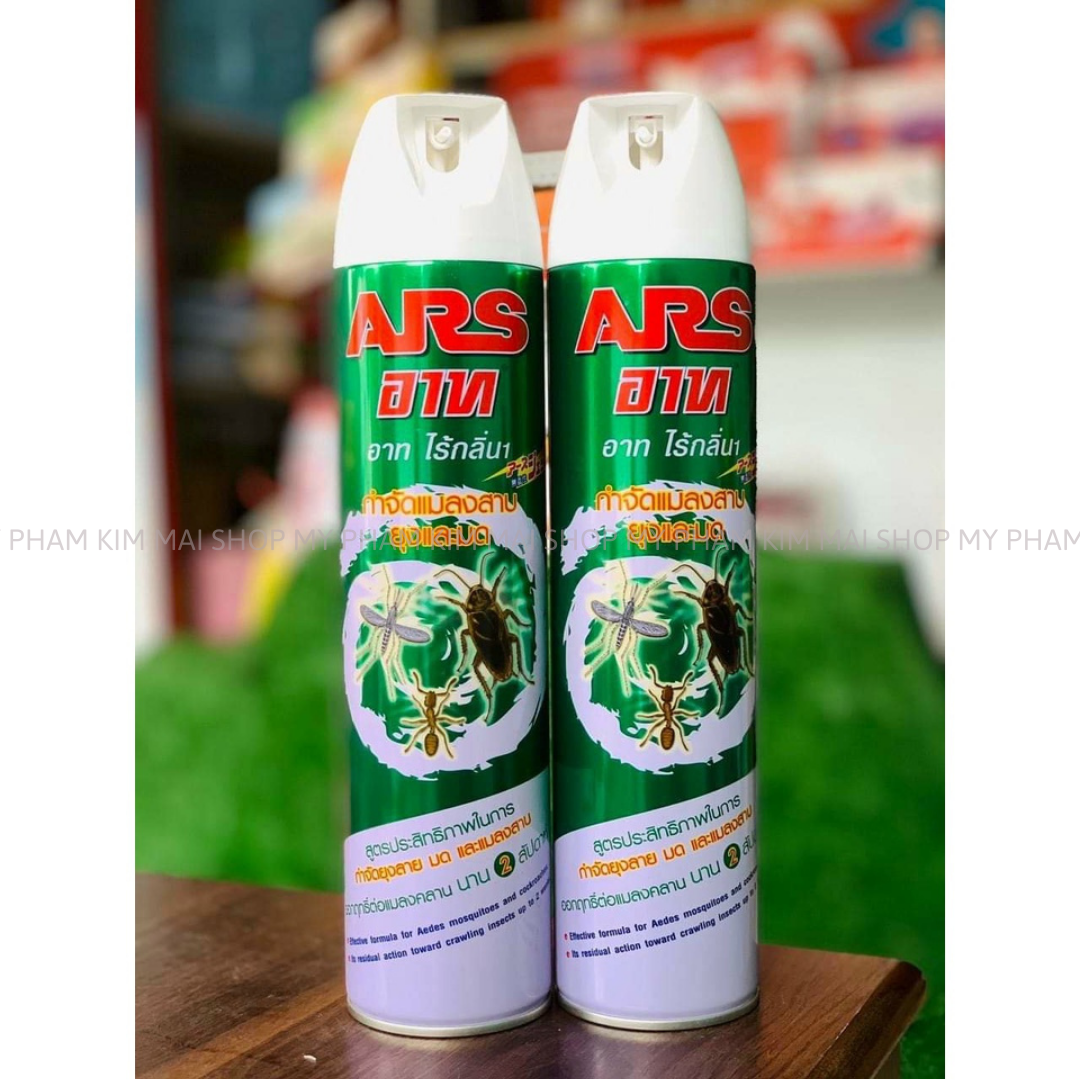 ARS
อาท
อาท ไร้กลิ่น1
กำจัดแมลงสาบ
ยุงและมด
สูตรประสิทธิภาพในการ
กำจัดยุงลาย มด และแมลงสาบ
ออกฤทธิ์ต่อแมลงคลาน นาน 2 สัปดาห์
Effective formula for Aedes mosquitoes and cockroaches
Its residual action toward crawling insects up to 2
ARS
อาท
อาท ไร้กลิ่น1
กำจัดแมลงสาบ
ยุงและมด
สูตรประสิทธิภาพในการ
กำจัดยุงลาย มด และแมลงสาบ
ออกฤทธิ์ต่อแมลงคลาน นาน 2
Effective formula for Aedes mosquitoes and
Its residual action toward crawling insects up to
PHAM KIM MAI SHOP MY PHAM KIM MAI SHOP MY PHAM KIM MAI SHOP MY PHAM